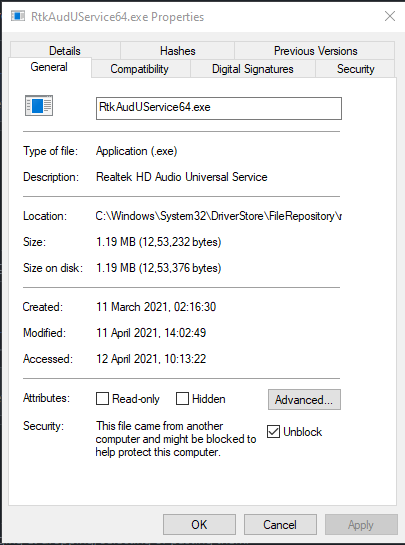 RtkAudUService64.exe Properties
Details Hashes Previous Versions
General Compatibility Digital Signatures Security
RtkAudUService64.exe
Type of file: Application (.exe)
Description: Realtek HD Audio Universal Service
Location: C:\Windows\System32\DriverStore\FileRepository\r
Size: 1.19 MB (12,53,232 bytes)
Size on disk: 1.19 MB (12,53,376 bytes)
Created: 11 March 2021, 02:16:30
Modified: 11 April 2021, 14:02:49
Accessed: 12 April 2021, 10:13:22
Attributes: Read-only Hidden Advanced...
Security: This file came from another
computer and might be blocked to
help protect this computer.
Unblock
OK Cancel Apply